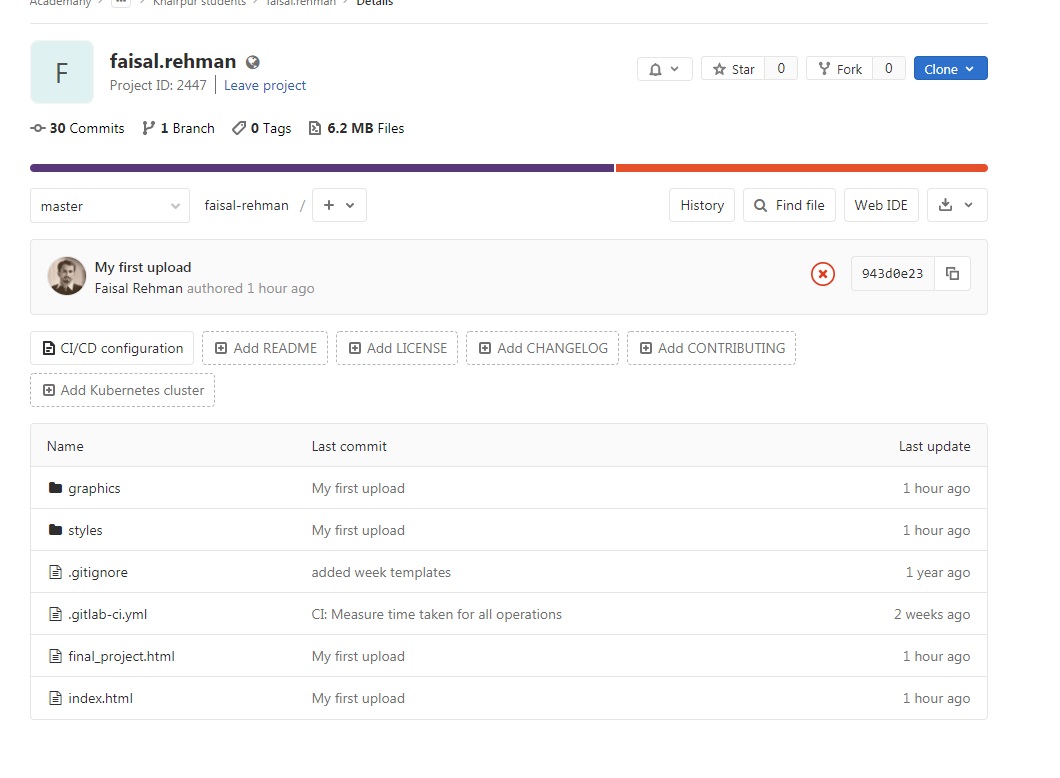 Academany > ... > Khairpur students > faisal.rehman > Details
F
faisal.rehman
Project ID: 2447 | Leave project
Star 0 Fork 0 Clone
30 Commits 1 Branch 0 Tags 6.2 MB Files
master faisal-rehman / + History Find file Web IDE
My first upload
Faisal Rehman authored 1 hour ago
943d0e23
CI/CD configuration Add README Add LICENSE Add CHANGELOG Add CONTRIBUTING
Add Kubernetes cluster
Name Last commit Last update
graphics My first upload 1 hour ago
styles My first upload 1 hour ago
.gitignore added week templates 1 year ago
.gitlab-ci.yml CI: Measure time taken for all operations 2 weeks ago
final_project.html My first upload 1 hour ago
index.html My first upload 1 hour ago